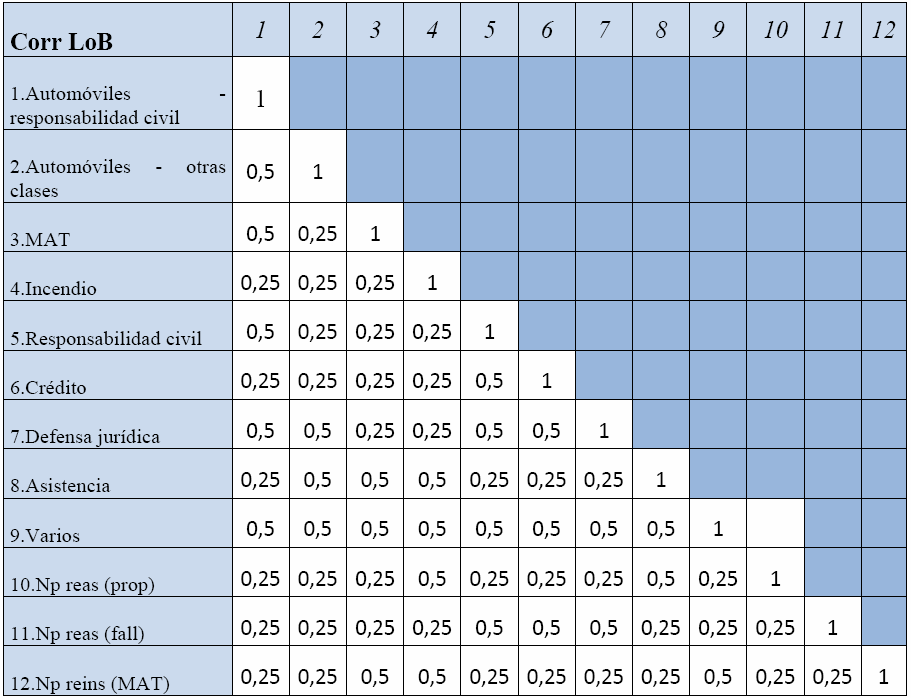 Corr LoB 1 2 3 4 5 6 7 8 9 10 11 12
1.Automóviles -
responsabilidad civil 1
2.Automóviles - otras
clases 0,5 1
3.MAT 0,5 0,25 1
4.Incendio 0,25 0,25 0,25 1
5.Responsabilidad civil 0,5 0,25 0,25 0,25 1
6.Crédito 0,25 0,25 0,25 0,25 0,5 1
7.Defensa jurídica 0,5 0,5 0,25 0,25 0,5 0,5 1
8.Asistencia 0,25 0,5 0,5 0,5 0,25 0,25 0,25 1
9.Varios 0,5 0,5 0,5 0,5 0,5 0,5 0,5 0,5 1
10.Np reas (prop) 0,25 0,25 0,25 0,5 0,25 0,25 0,25 0,5 0,25 1
11.Np reas (fall) 0,25 0,25 0,25 0,25 0,5 0,5 0,5 0,25 0,25 0,25 1
12.Np reins (MAT) 0,25 0,25 0,5 0,5 0,25 0,25 0,25 0,25 0,5 0,25 0,25 1